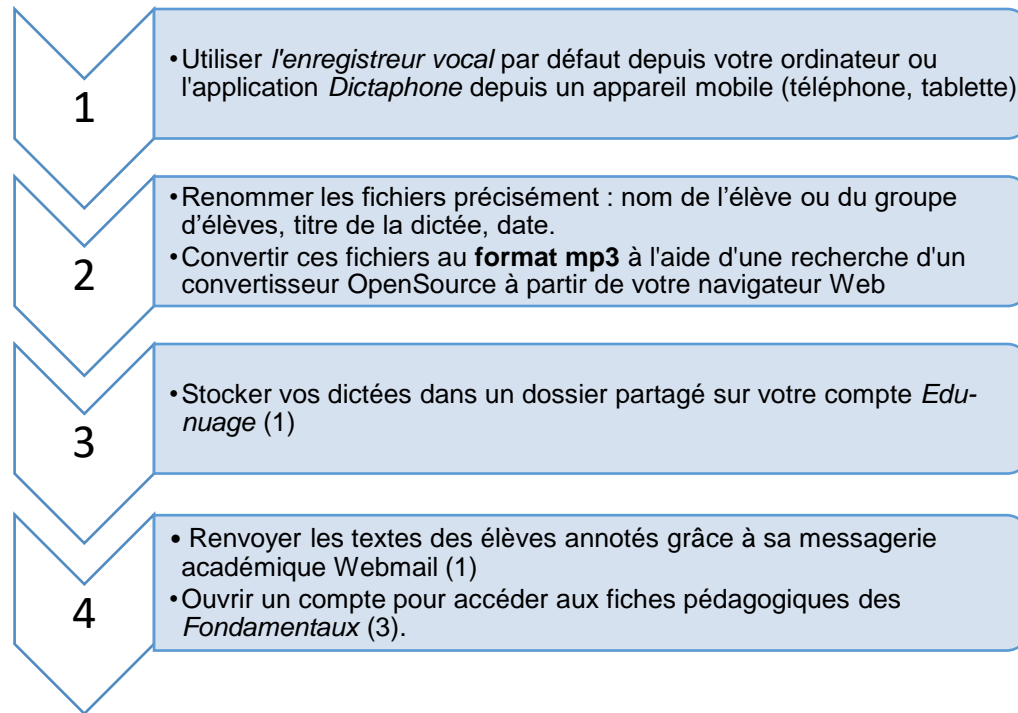 1
•Utiliser l'enregistreur vocal par défaut depuis votre ordinateur ou
l'application Dictaphone depuis un appareil mobile (téléphone, tablette)
2
•Renommer les fichiers précisément : nom de l’élève ou du groupe
d’élèves, titre de la dictée, date.
•Convertir ces fichiers au format mp3 à l'aide d'une recherche d'un
convertisseur OpenSource à partir de votre navigateur Web
3
•Stocker vos dictées dans un dossier partagé sur votre compte Edu-
nuage (1)
4
• Renvoyer les textes des élèves annotés grâce à sa messagerie
académique Webmail (1)
•Ouvrir un compte pour accéder aux fiches pédagogiques des
Fondamentaux (3).